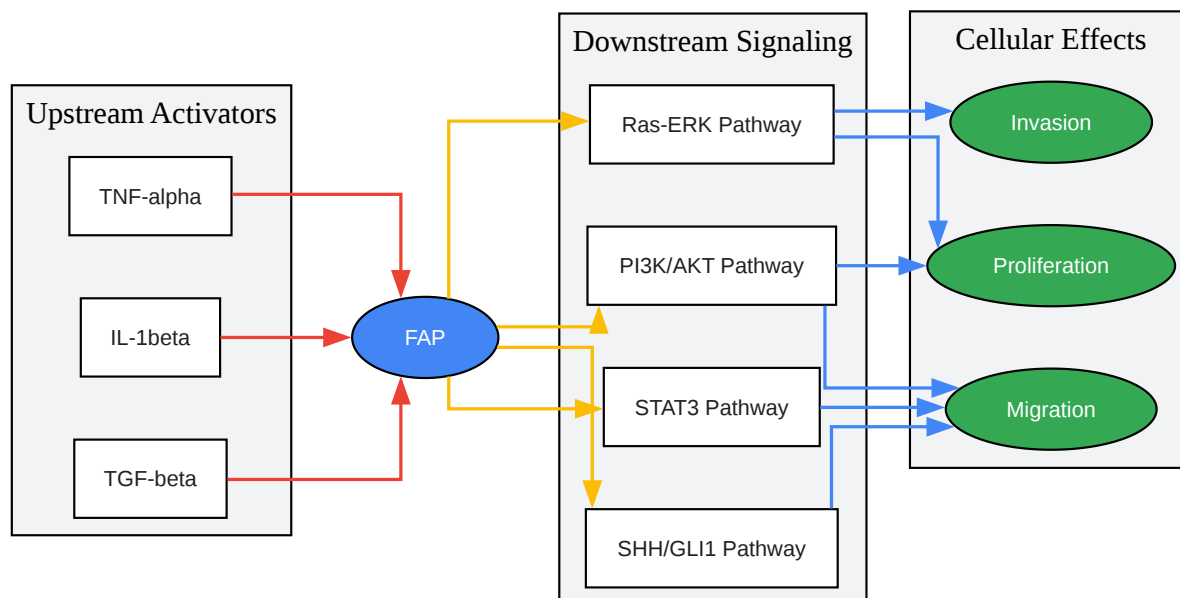 Upstream Activators
TNF-alpha
IL-1beta
TGF-beta
FAP
Downstream Signaling
Ras-ERK Pathway
PI3K/AKT Pathway
STAT3 Pathway
SHH/GLI1 Pathway
Cellular Effects
Invasion
Proliferation
Migration